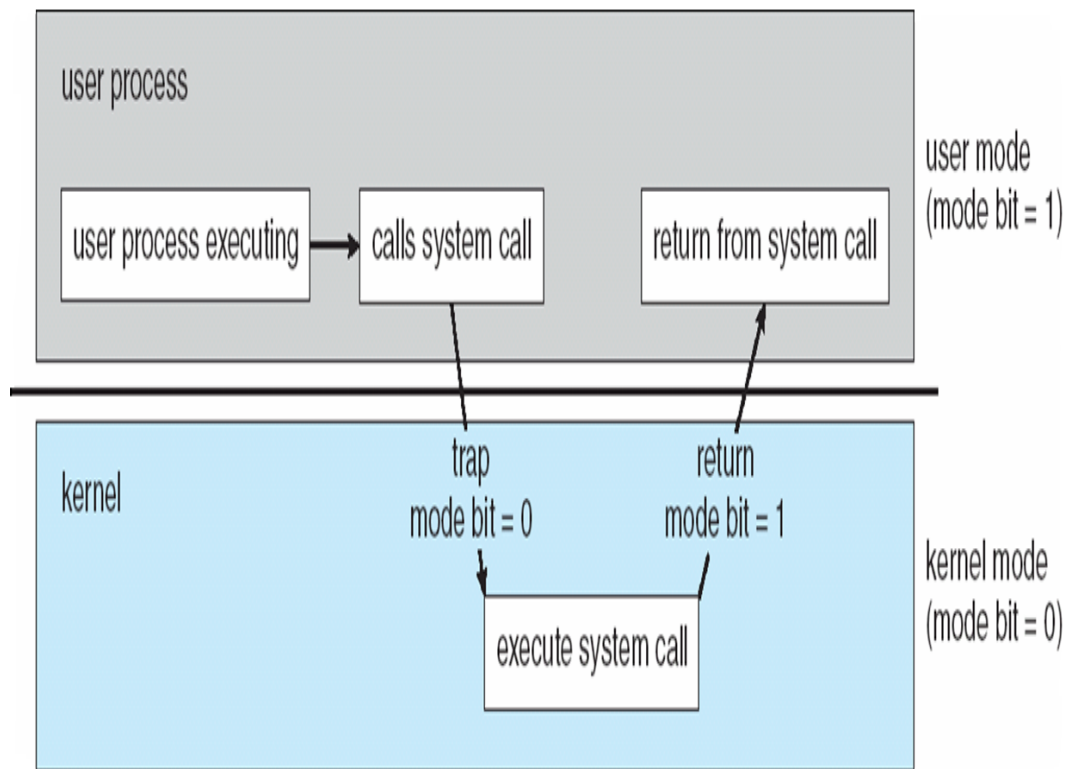 user process
user process executing
calls system call
return from system call
user mode
(mode bit = 1)
kernel
trap
mode bit = 0
return
mode bit = 1
kernel mode
(mode bit = 0)
execute system call